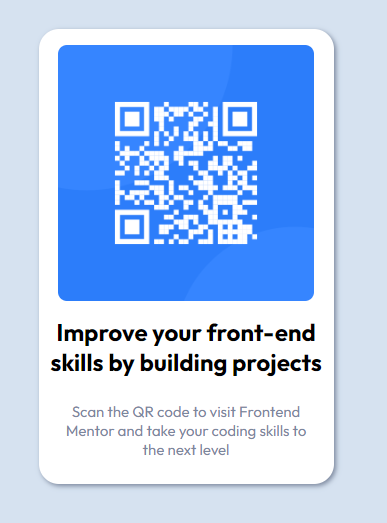 Improve your front-end
skills by building projects
Scan the QR code to visit Frontend
Mentor and take your coding skills to
the next level